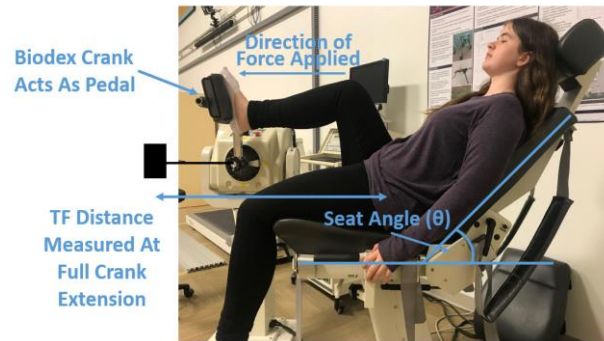 Biodex Crank
Acts As Pedal
Direction of
Force Applied
TF Distance
Measured At
Full Crank
Extension
Seat Angle (θ)